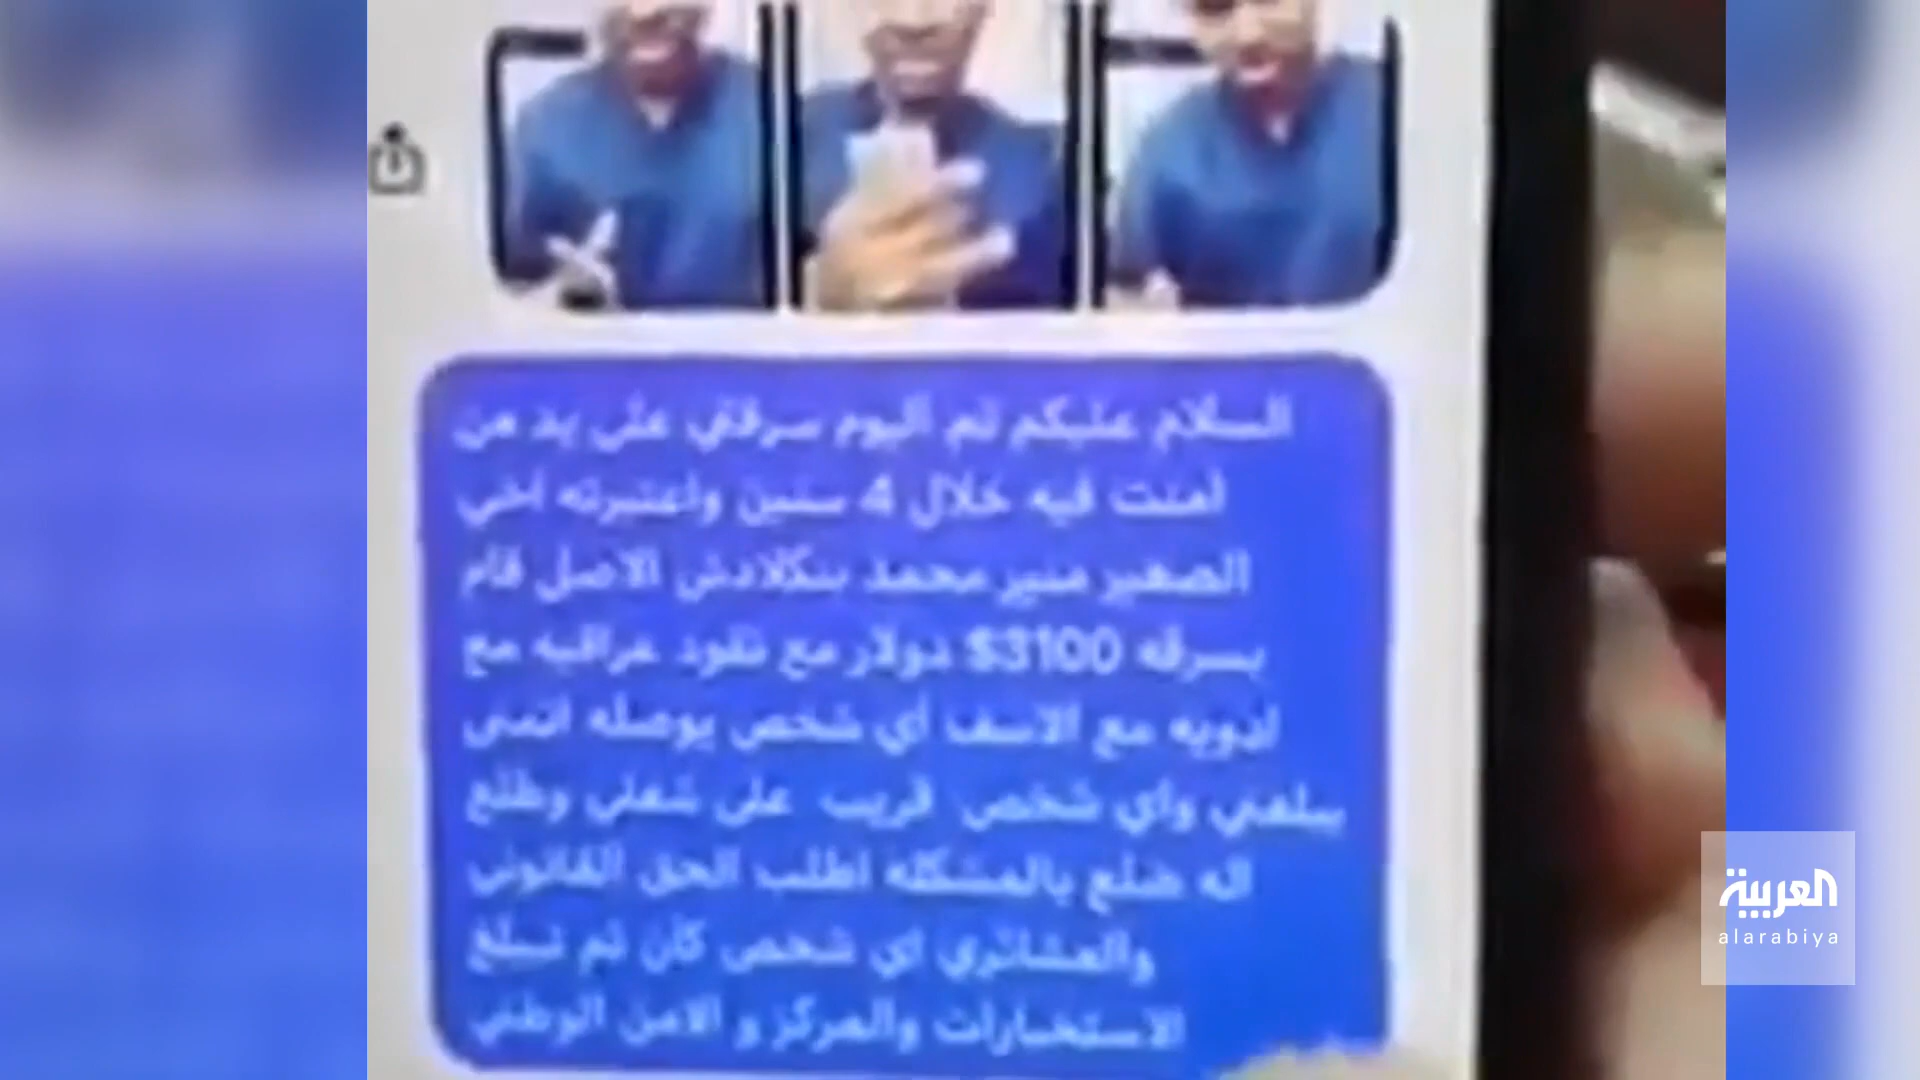 السلام عليكم تم اليوم سرقتي على يد من
أمنت فيه خلال 4 سنين واعتبرته اخي
الصغير منير محمد بنكلادش الاصل قام
بسرقه 3100$ دولار مع نقود عراقيه مع
ادويه مع الاسف أي شخص يوصله اتمنى
يبلغني واي شخص قريب على شغلي وظلع
اله ضلع بالمشكله اطلب الحق القانوني
والعشائري اي شخص كان تم تبلغ
الاستخبارات والمركز و الامن الوطني
العربية
alarabiya